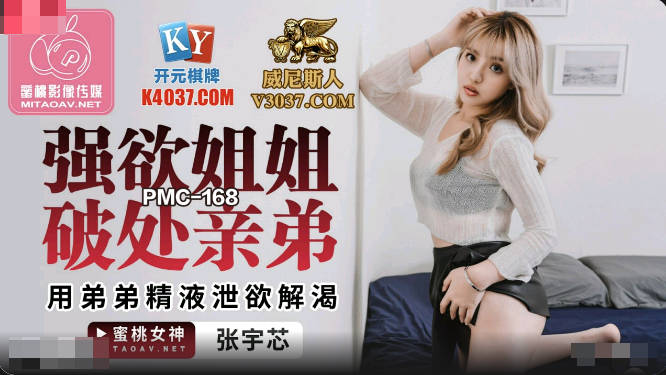 蜜桃影像传媒
MITAOAV.NET
KY
开元棋牌
K4037.COM
威尼斯人
V3037.COM
强欲姐姐
PMC-168
破处亲弟
用弟弟精液泄欲解渴
蜜桃女神
TAOAV.NET
张宇芯